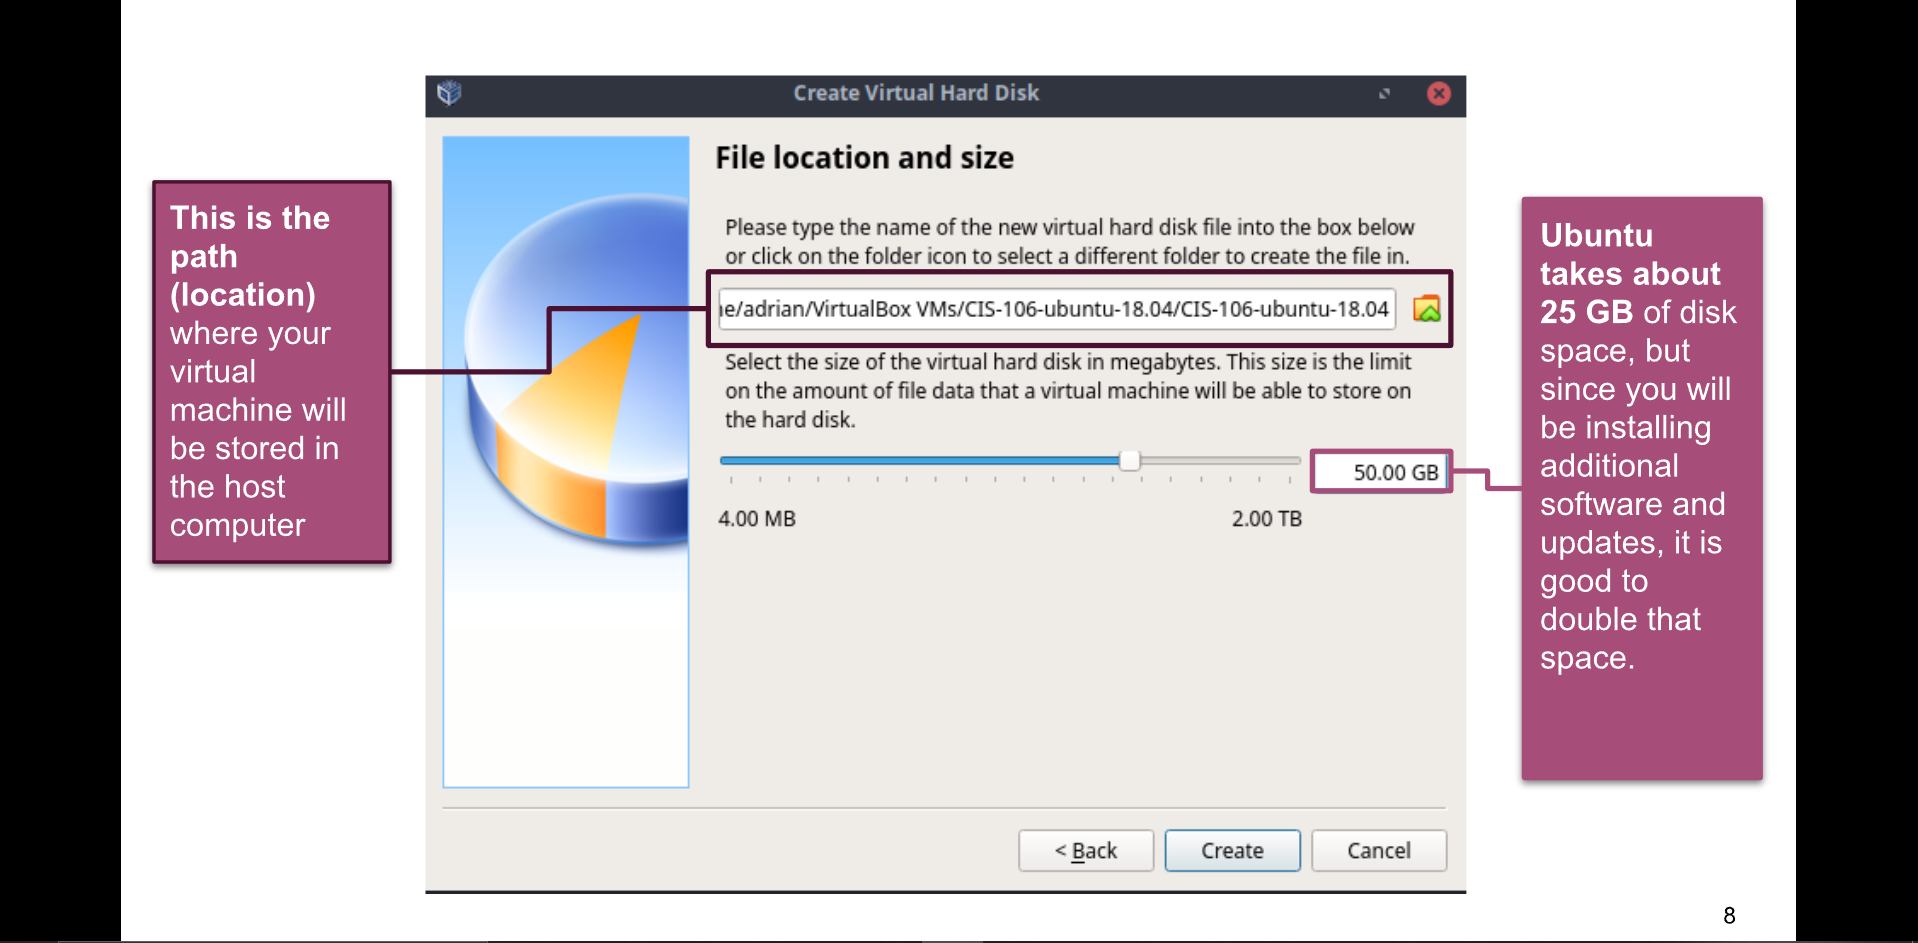 Create Virtual Hard Disk
File location and size
Please type the name of the new virtual hard disk file into the box below
or click on the folder icon to select a different folder to create the file in.
ie/adrian/VirtualBox VMs/CIS-106-ubuntu-18.04/CIS-106-ubuntu-18.04
Select the size of the virtual hard disk in megabytes. This size is the limit
on the amount of file data that a virtual machine will be able to store on
the hard disk.
50.00 GB
4.00 MB
2.00 TB
< Back
Create
Cancel
This is the
path
(location)
where your
virtual
machine will
be stored in
the host
computer
Ubuntu
takes about
25 GB of disk
space, but
since you will
be installing
additional
software and
updates, it is
good to
double that
space.
8